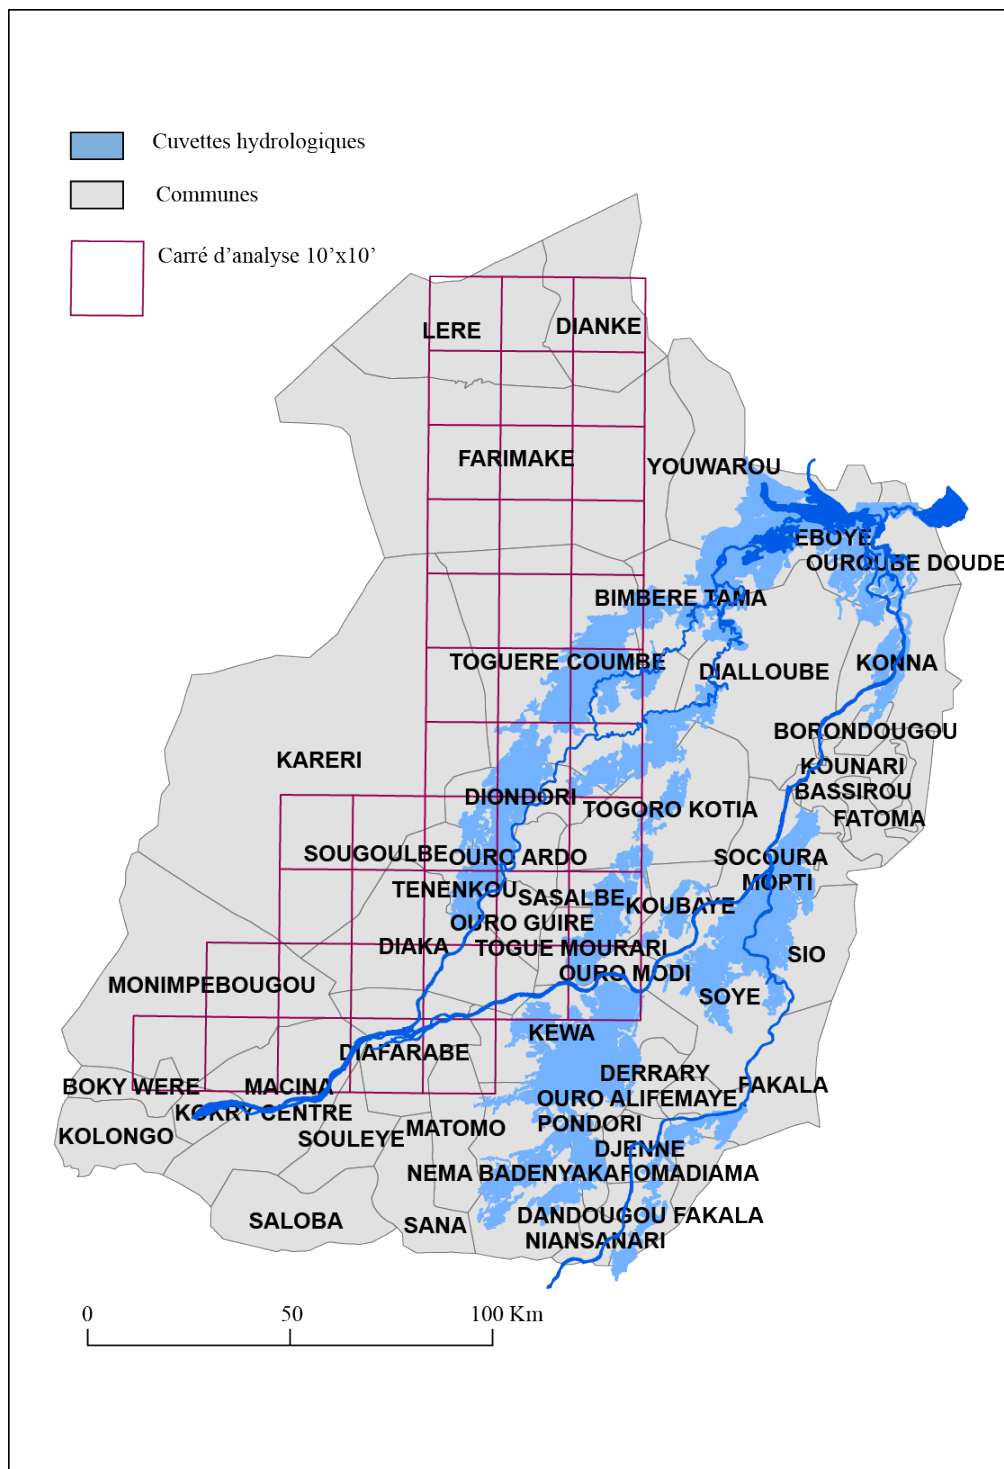 Cuvettes hydrologiques
Communes
Carré d'analyse 10'x10'
LERE
DIANKE
FARIMAKE
YOUWAROU
EBOYE
OUROUBE DOUDE
BIMBERE TAMA
TOGUERE COUMBE
DIALLOUBE
KONNA
BORONDOUGOU
KARERI
KOUNARI
BASSIROU
DIONDORI
TOGORO KOTIA
FATOMA
SOUGOULBE
OURO ARDO
SOCOURA
MOPTI
TENENKOU
SASALBE
KOUBAYE
OURO GUIRE
DIAKA
TOGUE MOURARI
SIO
OURO MODI
MONIMPEBOUGOU
SOYE
KEWA
DIAFARABE
DERRARY
BOKY WERE
MACINA
FAKALA
OURO ALIFEMAYE
KOKRY CENTRE
PONDORI
KOLONGO
SOULEYE
MATOMO
DJENNE
NEMA BADENYAKAFO
MADIAMA
SALOBA
SANA
DANDOUGOU FAKALA
NIANSANARI
0 50 100 Km